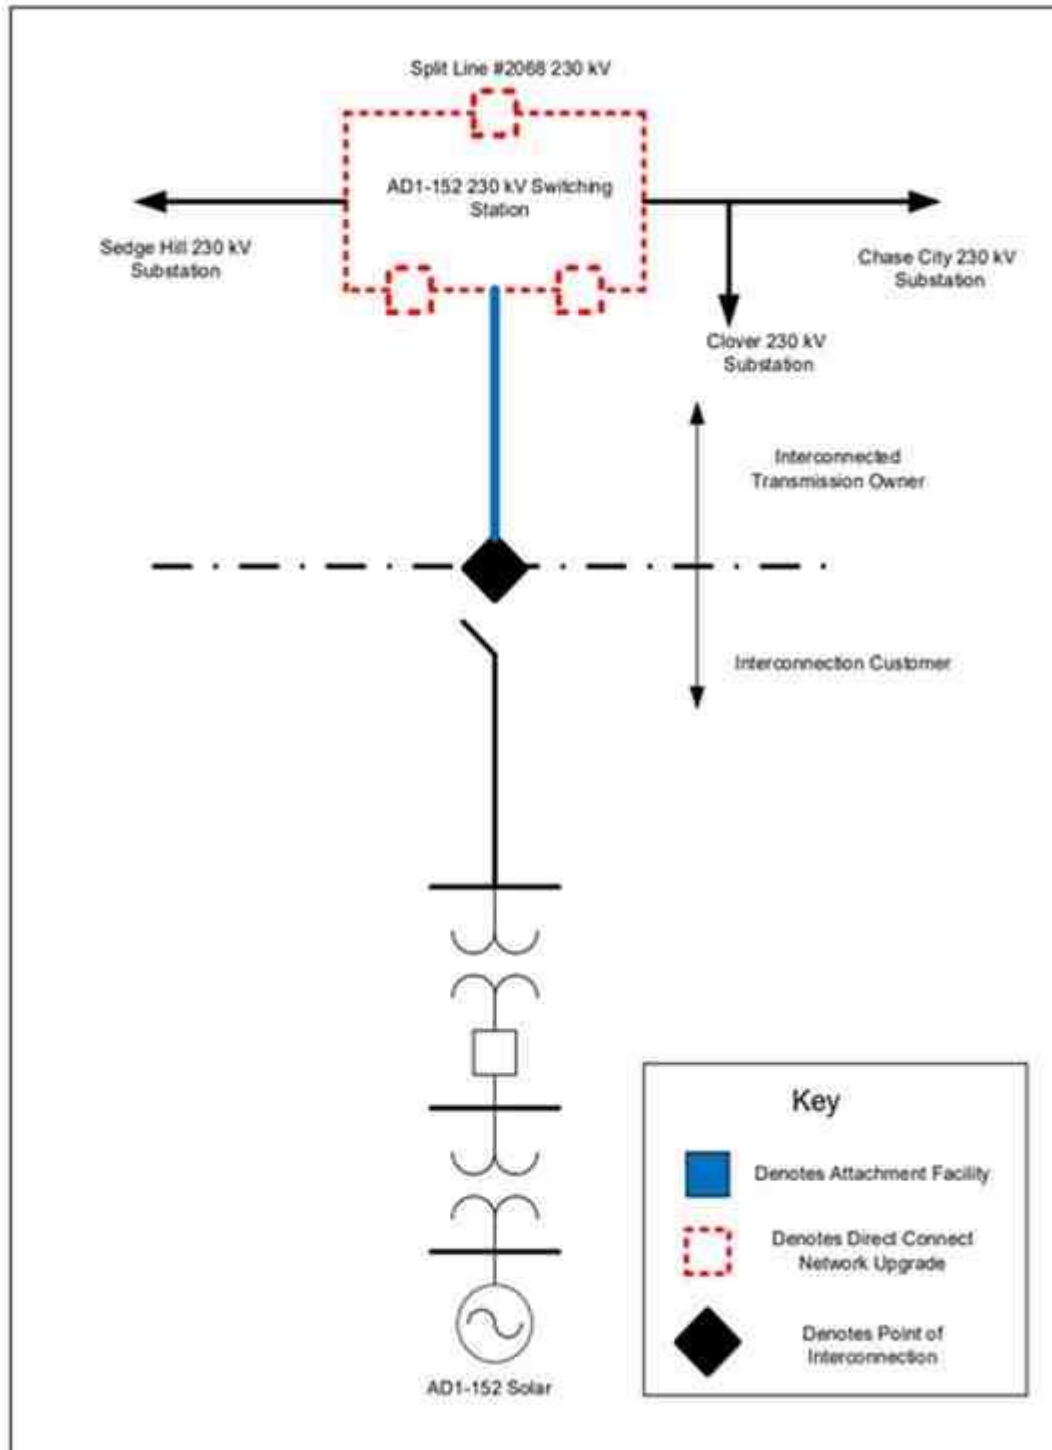 Split Line #2068 230 kV
AD1-152 230 kV Switching
Station
Sedge Hill 230 kV
Substation
Chase City 230 kV
Substation
Clover 230 kV
Substation
Interconnected
Transmission Owner
Interconnection Customer
Key
Denotes Attachment Facility
Denotes Direct Connect
Network Upgrade
Denotes Point of
Interconnection
AD1-152 Solar